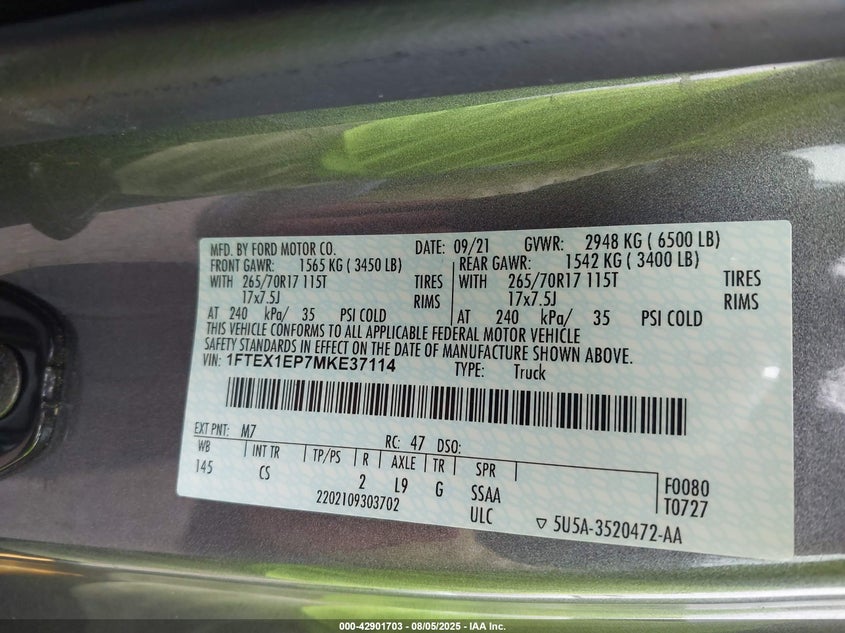 MFD. BY FORD MOTOR CO. DATE: 09/21 GVWR: 2948 KG ( 6500 LB)
FRONT GAWR: 1565 KG ( 3450 LB) REAR GAWR: 1542 KG ( 3400 LB)
WITH 265/70R17 115T TIRES WITH 265/70R17 115T TIRES
17x7.5J RIMS 17x7.5J RIMS
AT 240 kPa/ 35 PSI COLD AT 240 kPa/ 35 PSI COLD
THIS VEHICLE CONFORMS TO ALL APPLICABLE FEDERAL MOTOR VEHICLE
SAFETY STANDARDS IN EFFECT ON THE DATE OF MANUFACTURE SHOWN ABOVE.
VIN: 1FTEX1EP7MKE37114 TYPE: Truck
EXT PNT: M7 RC: 47 DSO:
WB INT TR TP/PS R AXLE TR SPR
145 CS 2 L9 G SSAA F0080
2202109303702 ULC T0727
5U5A-3520472-AA
000-42901703 - 08/05/2025 - IAA Inc.